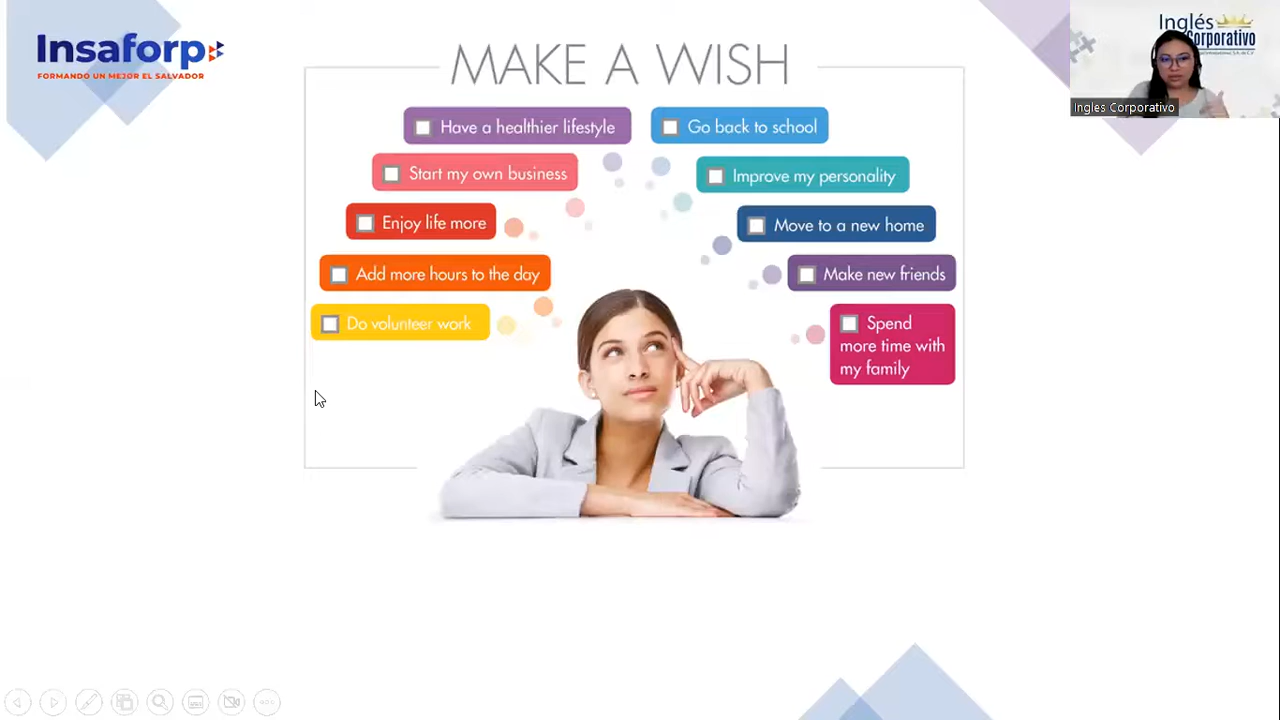 Insaforp
FORMANDO UN MEJOR EL SALVADOR
MAKE A WISH
Have a healthier lifestyle
Start my own business
Enjoy life more
Add more hours to the day
Do volunteer work
Go back to school
Improve my personality
Move to a new home
Make new friends
Spend
more time with
my family
Inglés
Corporativo
Ingles Corporativo